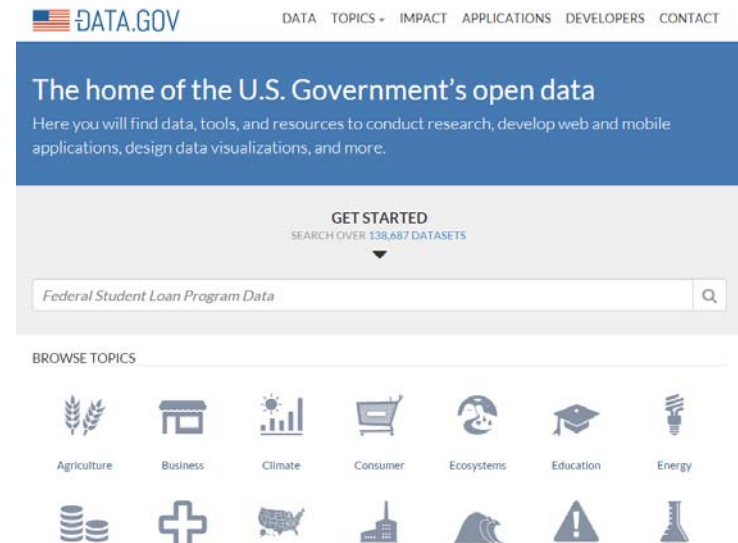 DATA.GOV
DATA TOPICS IMPACT APPLICATIONS DEVELOPERS CONTACT
The home of the U.S. Government's open data
Here you will find data, tools, and resources to conduct research, develop web and mobile
applications, design data visualizations, and more.
GET STARTED
SEARCH OVER 138,687 DATASETS
Federal Student Loan Program Data
BROWSE TOPICS
Agriculture Business Climate Consumer Ecosystems Education Energy